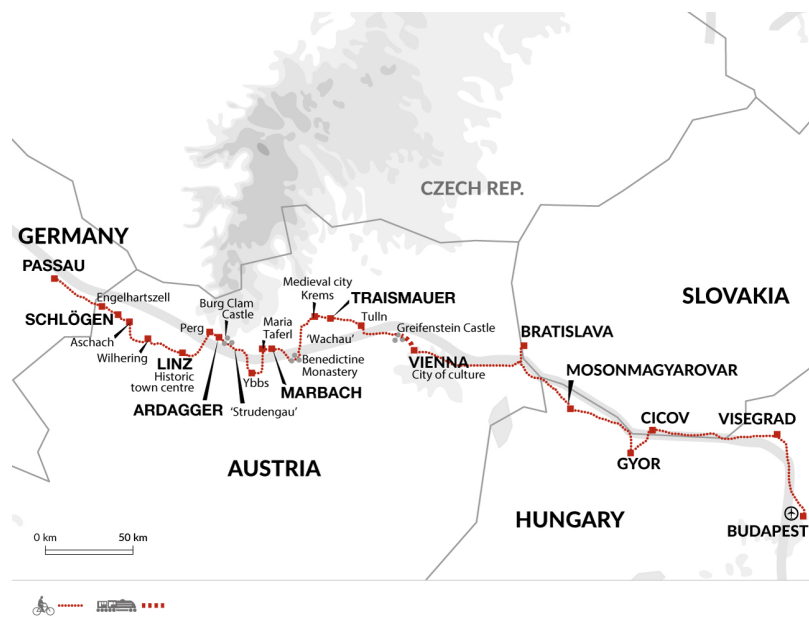 CZECH REP.
GERMANY
PASSAU
SLOVAKIA
Engelhartszell
SCHLÖGEN
Aschach
Wilhering
LINZ
Historic
town centre
Perg
Burg Clam
Castle
ARDAGGER
'Strudengau'
Ybbs
Maria
Taferl
MARBACH
Benedictine
Monastery
Medieval city
Krems
'Wachau'
TRAISMAUER
Tulln
Greifenstein Castle
VIENNA
City of culture
BRATISLAVA
MOSONMAGYAROVAR
CICOV
GYOR
VISEGRAD
BUDAPEST
AUSTRIA
HUNGARY
0 km
50 km